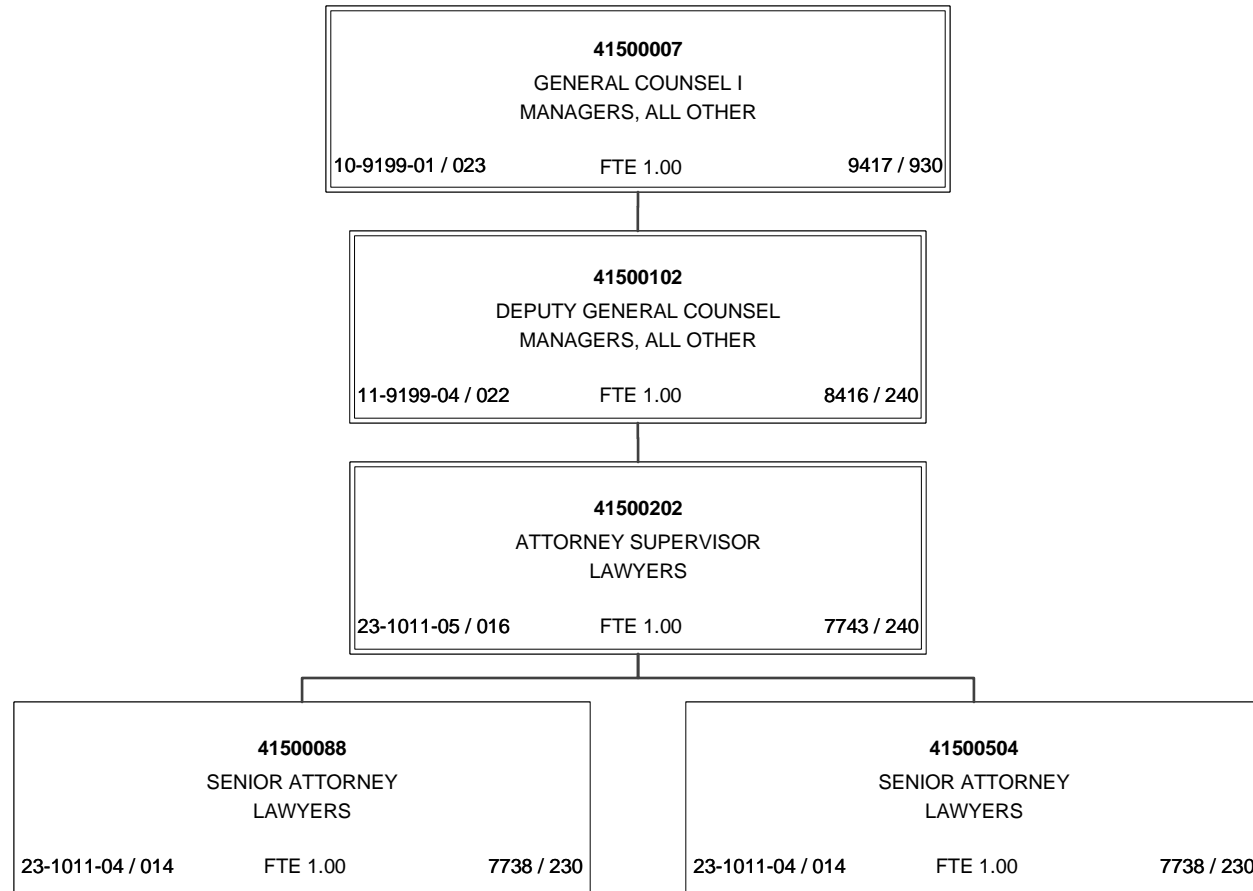 41500007
GENERAL COUNSEL I
MANAGERS, ALL OTHER
10-9199-01 / 023 FTE 1.00 9417 / 930
41500102
DEPUTY GENERAL COUNSEL
MANAGERS, ALL OTHER
11-9199-04 / 022 FTE 1.00 8416 / 240
41500202
ATTORNEY SUPERVISOR
LAWYERS
23-1011-05 / 016 FTE 1.00 7743 / 240
41500088
SENIOR ATTORNEY
LAWYERS
23-1011-04 / 014 FTE 1.00 7738 / 230
41500504
SENIOR ATTORNEY
LAWYERS
23-1011-04 / 014 FTE 1.00 7738 / 230